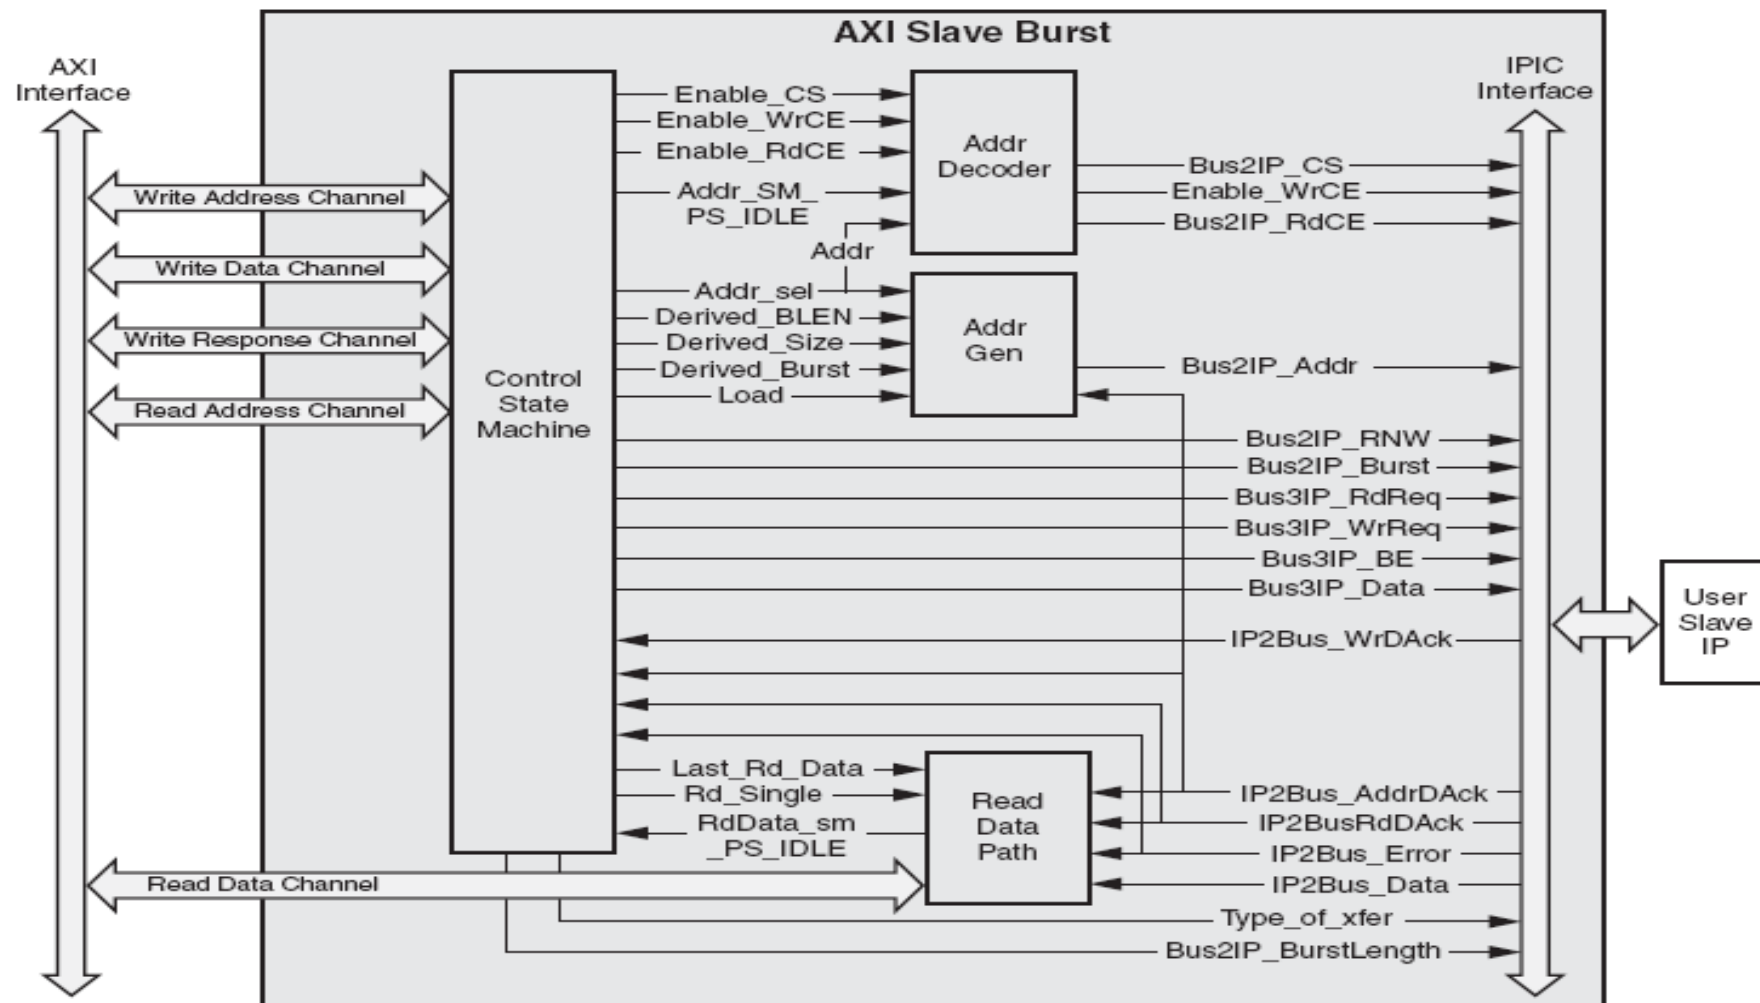 AXI Slave Burst
AXI
Interface
IPIC
Interface
Write Address Channel
Write Data Channel
Write Response Channel
Read Address Channel
Control
State
Machine
Enable_CS
Enable_WrCE
Enable_RdCE
Addr_SM_
PS_IDLE
Addr
Addr
Decoder
Bus2IP_CS
Enable_WrCE
Bus2IP_RdCE
Addr_sel
Derived_BLEN
Derived_Size
Derived_Burst
Load
Addr
Gen
Bus2IP_Addr
Bus2IP_RNW
Bus2IP_Burst
Bus3IP_RdReq
Bus3IP_WrReq
Bus3IP_BE
Bus3IP_Data
IP2Bus_WrDAck
User
Slave
IP
Last_Rd_Data
Rd_Single
RdData_sm
_PS_IDLE
Read
Data
Path
IP2Bus_AddrDAck
IP2BusRdDAck
IP2Bus_Error
IP2Bus_Data
Read Data Channel
Type_of_xfer
Bus2IP_BurstLength